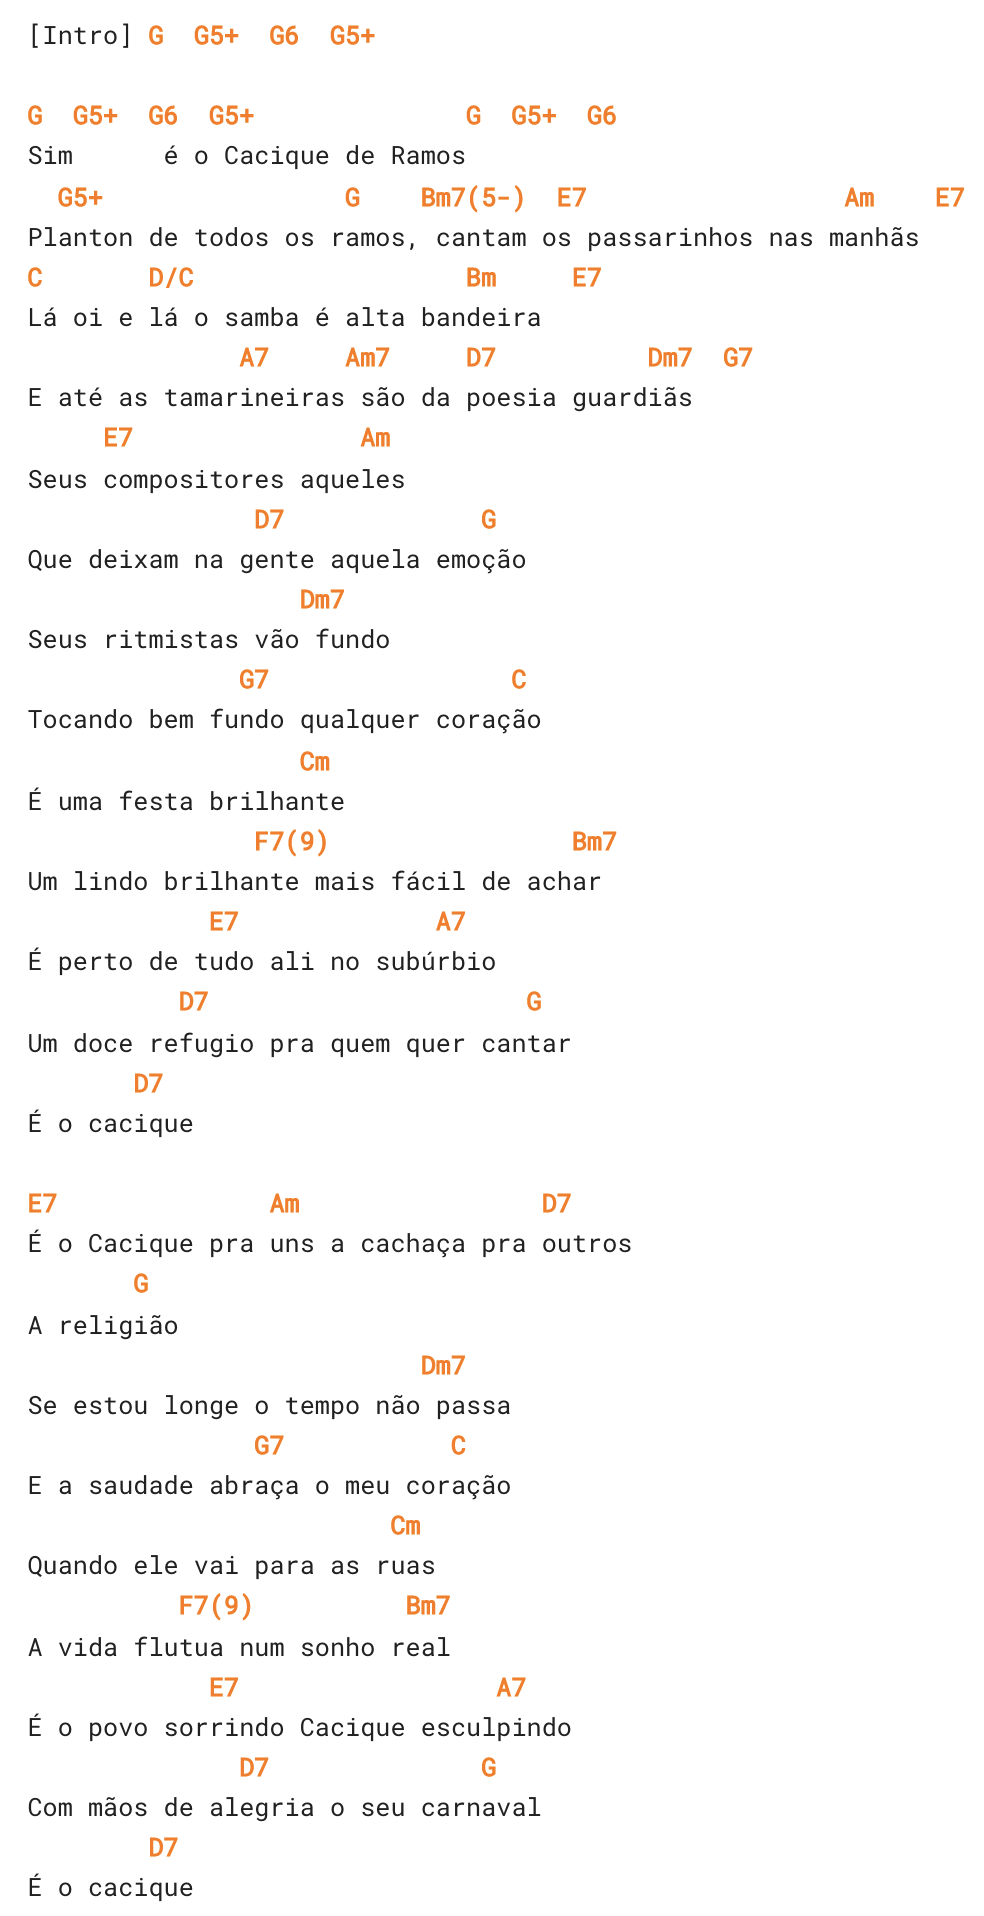 [Intro] G  G5+  G6  G5+

G  G5+  G6  G5+              G  G5+  G6
Sim      é o Cacique de Ramos
  G5+                G    Bm7(5-)  E7                 Am    E7
Planton de todos os ramos, cantam os passarinhos nas manhãs
C       D/C                  Bm     E7
Lá oi e lá o samba é alta bandeira
              A7     Am7     D7          Dm7  G7
E até as tamarineiras são da poesia guardiãs
     E7               Am
Seus compositores aqueles
               D7             G
Que deixam na gente aquela emoção
                  Dm7
Seus ritmistas vão fundo
              G7                C
Tocando bem fundo qualquer coração
                  Cm
É uma festa brilhante
               F7(9)                Bm7
Um lindo brilhante mais fácil de achar
            E7             A7
É perto de tudo ali no subúrbio
          D7                     G
Um doce refugio pra quem quer cantar
       D7
É o cacique

E7              Am                D7
É o Cacique pra uns a cachaça pra outros
       G
A religião
                          Dm7
Se estou longe o tempo não passa
               G7           C
E a saudade abraça o meu coração
                        Cm
Quando ele vai para as ruas
          F7(9)          Bm7
A vida flutua num sonho real
            E7                 A7
É o povo sorrindo Cacique esculpindo
              D7              G
Com mãos de alegria o seu carnaval
        D7
É o cacique